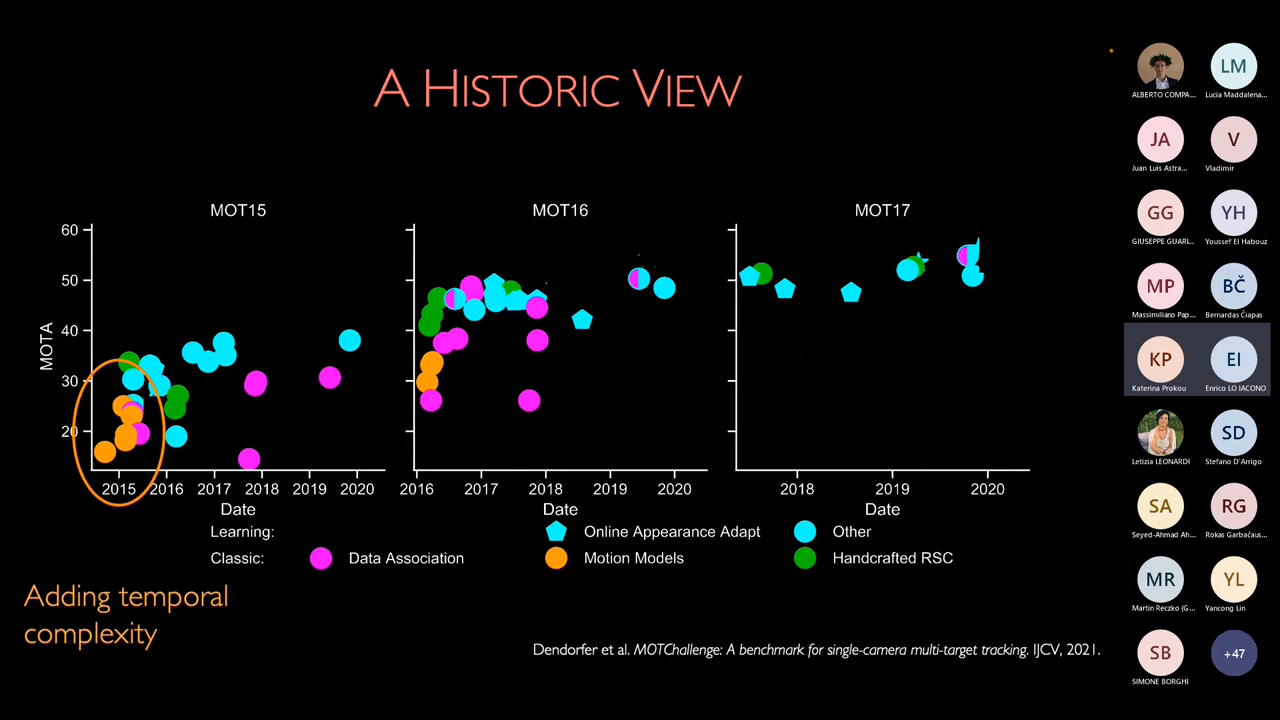 A HISTORIC VIEW
MOT15
MOT16
MOT17
MOTA
60
50
40
30
20
2015 2016 2017 2018 2019 2020
Date
2016 2017 2018 2019 2020
Date
2018 2019 2020
Date
Learning:
Online Appearance Adapt
Other
Classic:
Data Association
Motion Models
Handcrafted RSC
Adding temporal
complexity
Dendorfer et al. MOTChallenge: A benchmark for single-camera multi-target tracking. IJCV, 2021.
ALBERTO COMPA...
LM
Lucia Maddalena...
JA
Juan Luis Astra...
V
Vladimir
GG
GIUSEPPE GUARL...
YH
Youssef El Habouz
MP
Massimiliano Pap...
BČ
Bernardas Čiapas
KP
Katerina Prokou
EI
Enrico LO IACONO
Letizia LEONARDI
SD
Stefano D'Arrigo
SA
Seyed-Ahmad Ah...
RG
Rokas Garbačaus...
MR
Martin Reczko (G...
YL
Yancong Lin
SB
SIMONE BORGHI
+47